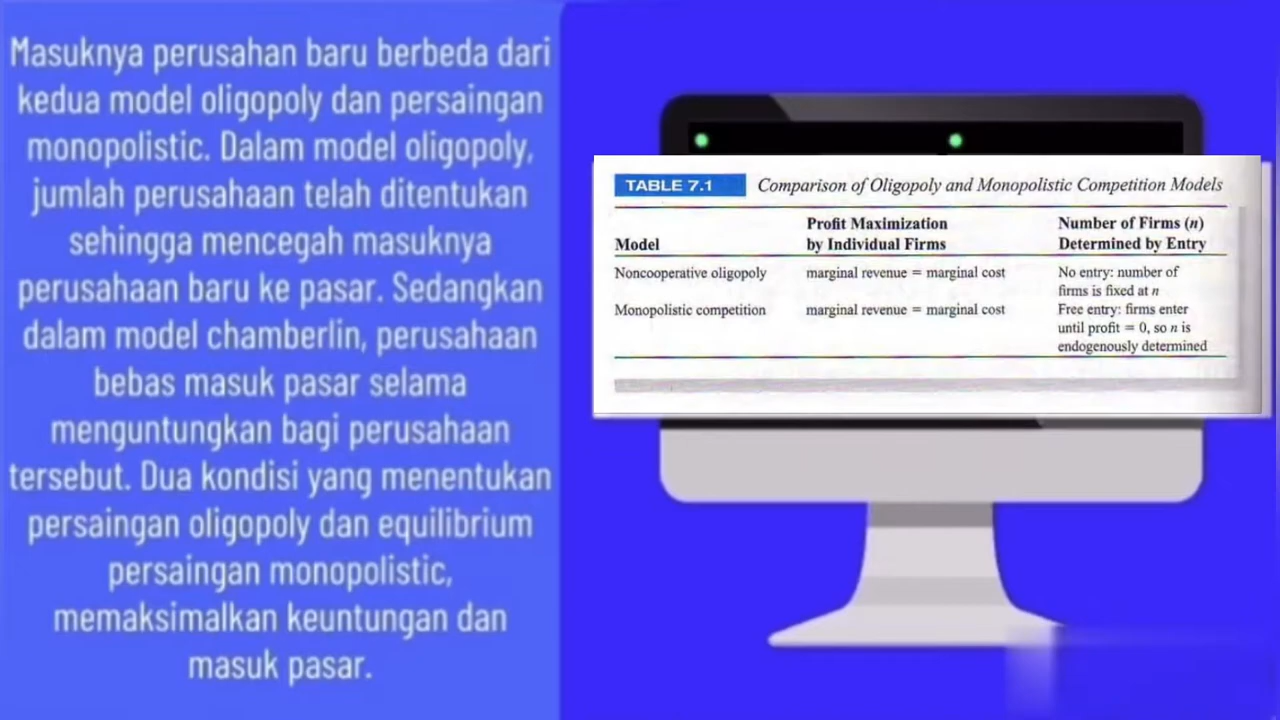 Masuknya perusahan baru berbeda dari
kedua model oligopoly dan persaingan
monopolistic. Dalam model oligopoly,
jumlah perusahaan telah ditentukan
sehingga mencegah masuknya
perusahaan baru ke pasar. Sedangkan
dalam model chamberlin, perusahaan
bebas masuk pasar selama
menguntungkan bagi perusahaan
tersebut. Dua kondisi yang menentukan
persaingan oligopoly dan equilibrium
persaingan monopolistic,
memaksimalkan keuntungan dan
masuk pasar.
TABLE 7.1 Comparison of Oligopoly and Monopolistic Competition Models
Profit Maximization Number of Firms (n)
Model by Individual Firms Determined by Entry
Noncooperative oligopoly marginal revenue = marginal cost No entry: number of
firms is fixed at n
Monopolistic competition marginal revenue = marginal cost Free entry: firms enter
until profit = 0, so n is
endogenously determined